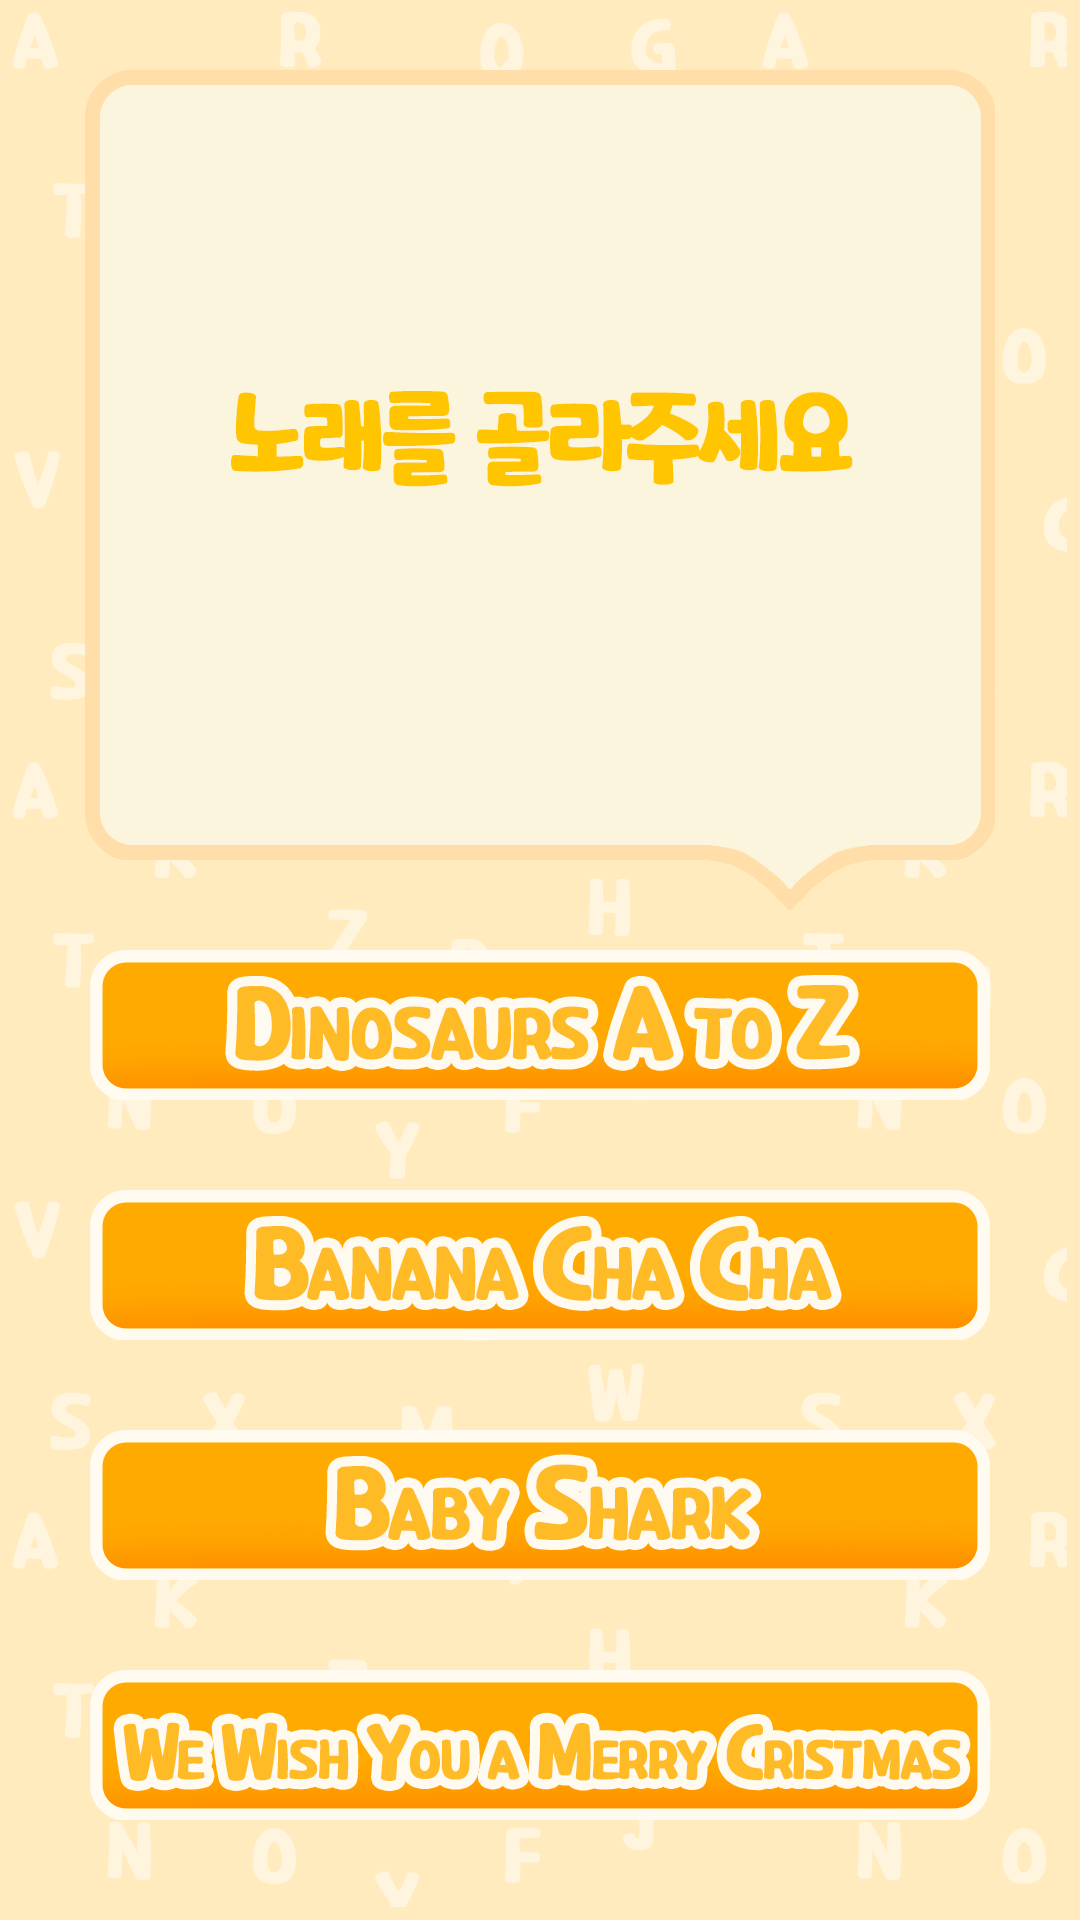 노래를 골라주세요
Dinosaurs A to Z
Banana Cha Cha
Baby Shark
We Wish You a Merry Cristmas